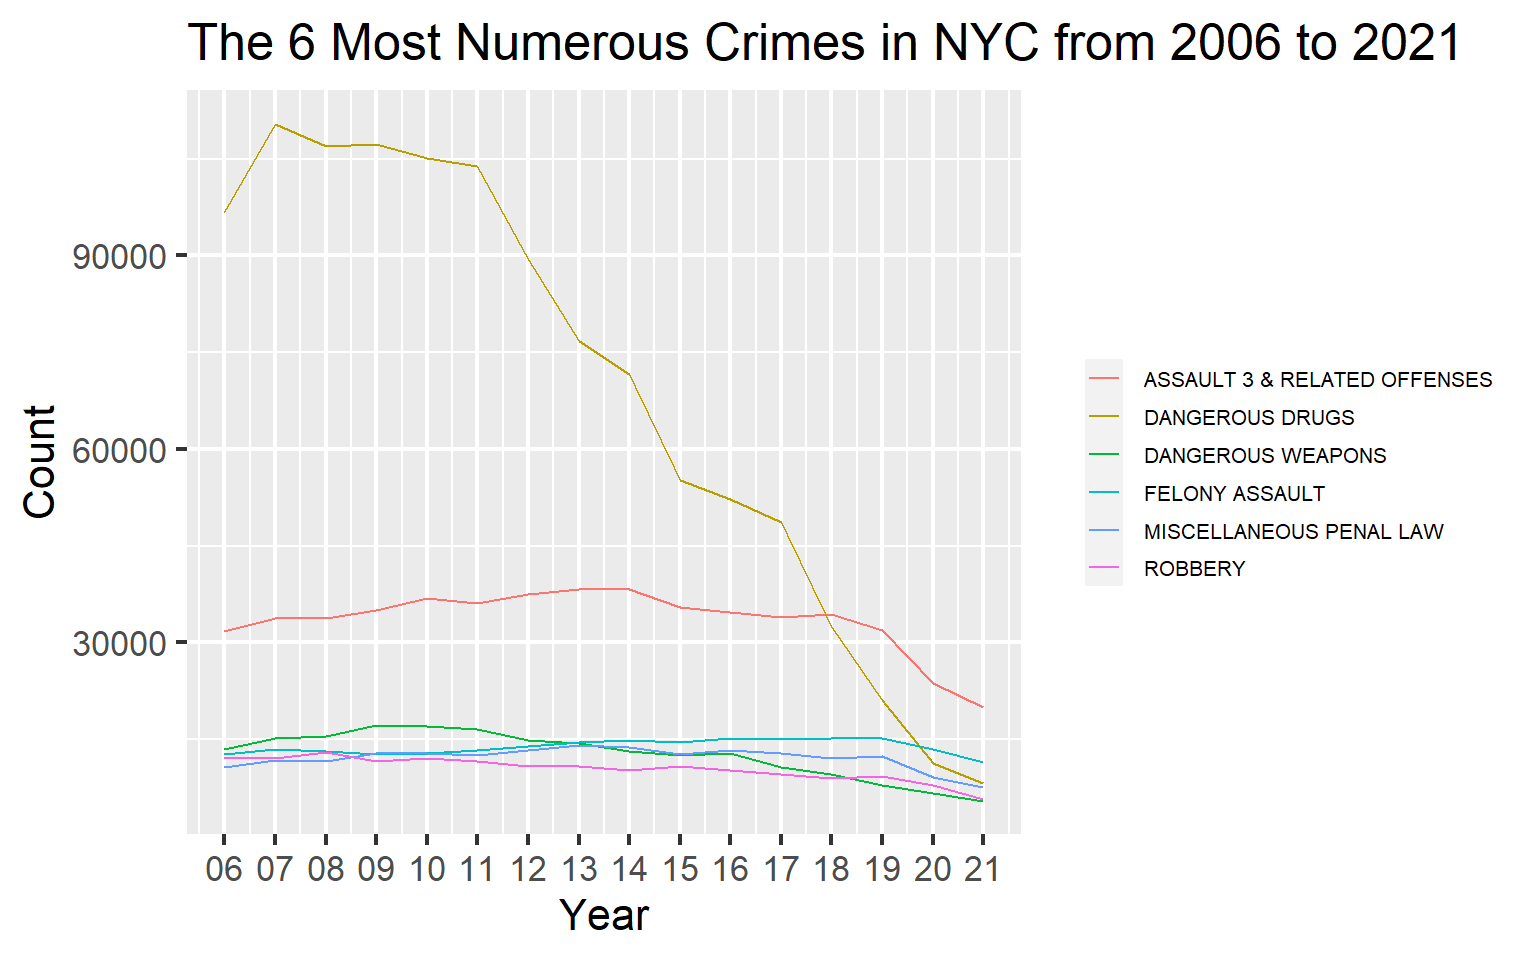 The 6 Most Numerous Crimes in NYC from 2006 to 2021
Count
90000
60000
30000
06 07 08 09 10 11 12 13 14 15 16 17 18 19 20 21
Year
ASSAULT 3 & RELATED OFFENSES
DANGEROUS DRUGS
DANGEROUS WEAPONS
FELONY ASSAULT
MISCELLANEOUS PENAL LAW
ROBBERY